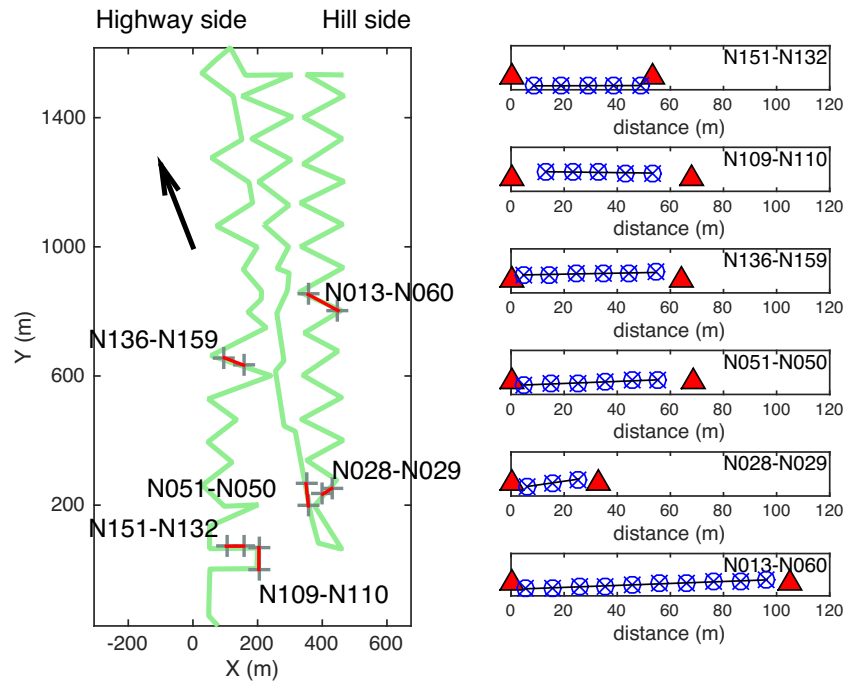 Highway side
Hill side
1400
1000
600
200
Y (m)
-200
0
200
400
600
X (m)
N013-N060
N136-N159
N028-N029
N051-N050
N151-N132
N109-N110
N151-N132
0 20 40 60 80 100 120
distance (m)
N109-N110
0 20 40 60 80 100 120
distance (m)
N136-N159
0 20 40 60 80 100 120
distance (m)
N051-N050
0 20 40 60 80 100 120
distance (m)
N028-N029
0 20 40 60 80 100 120
distance (m)
N013-N060
0 20 40 60 80 100 120
distance (m)